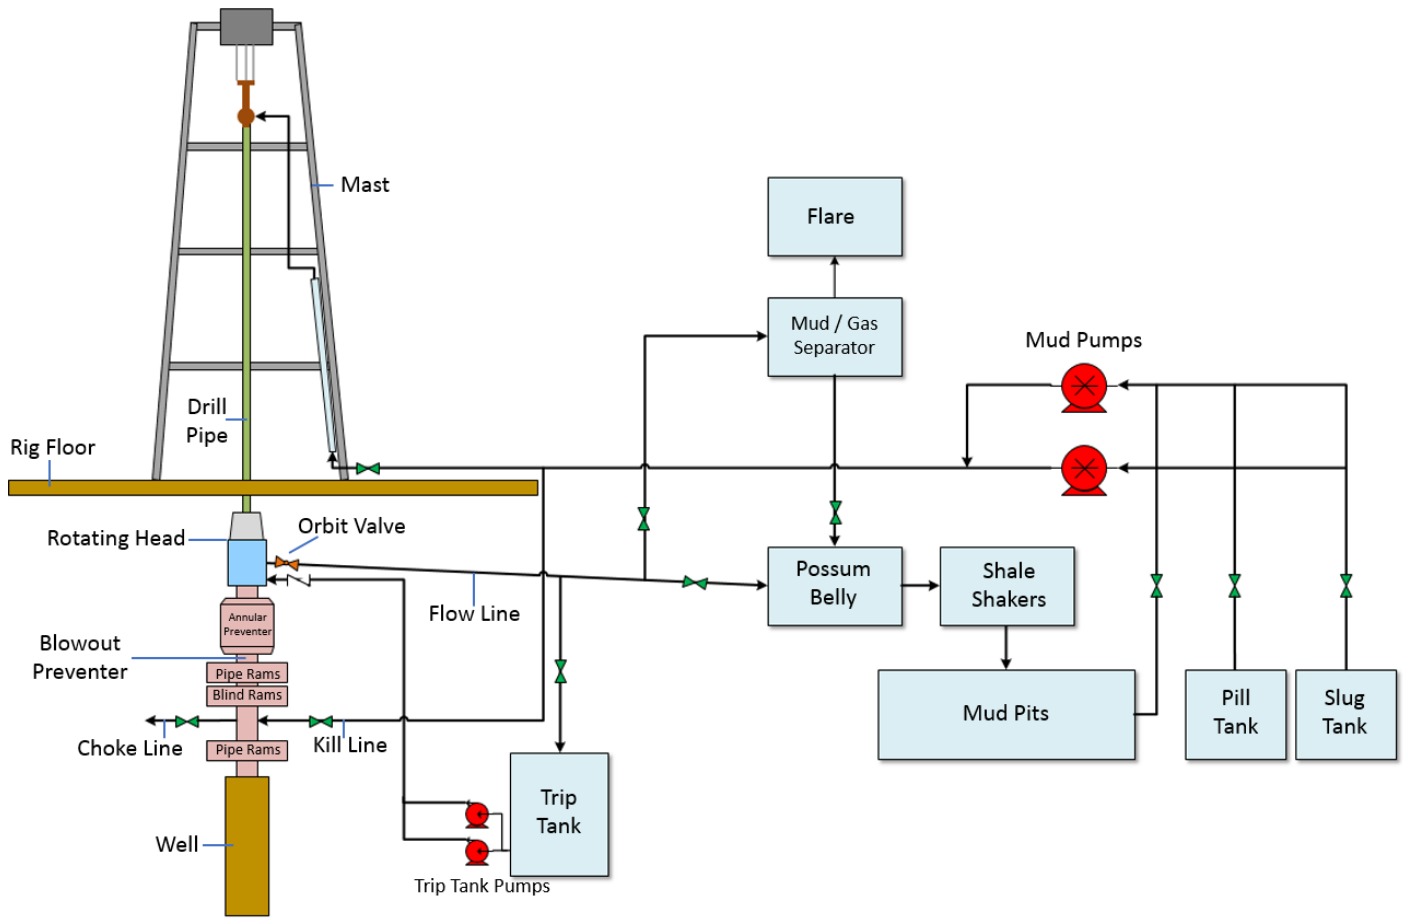 Mast
Flare
Mud / Gas
Separator
Mud Pumps
Drill
Pipe
Rig Floor
Orbit Valve
Rotating Head
Possum
Belly
Shale
Shakers
Flow Line
Annular
Preventer
Blowout
Preventer
Pipe Rams
Blind Rams
Mud Pits
Pill
Tank
Slug
Tank
Choke Line
Kill Line
Pipe Rams
Trip
Tank
Well
Trip Tank Pumps